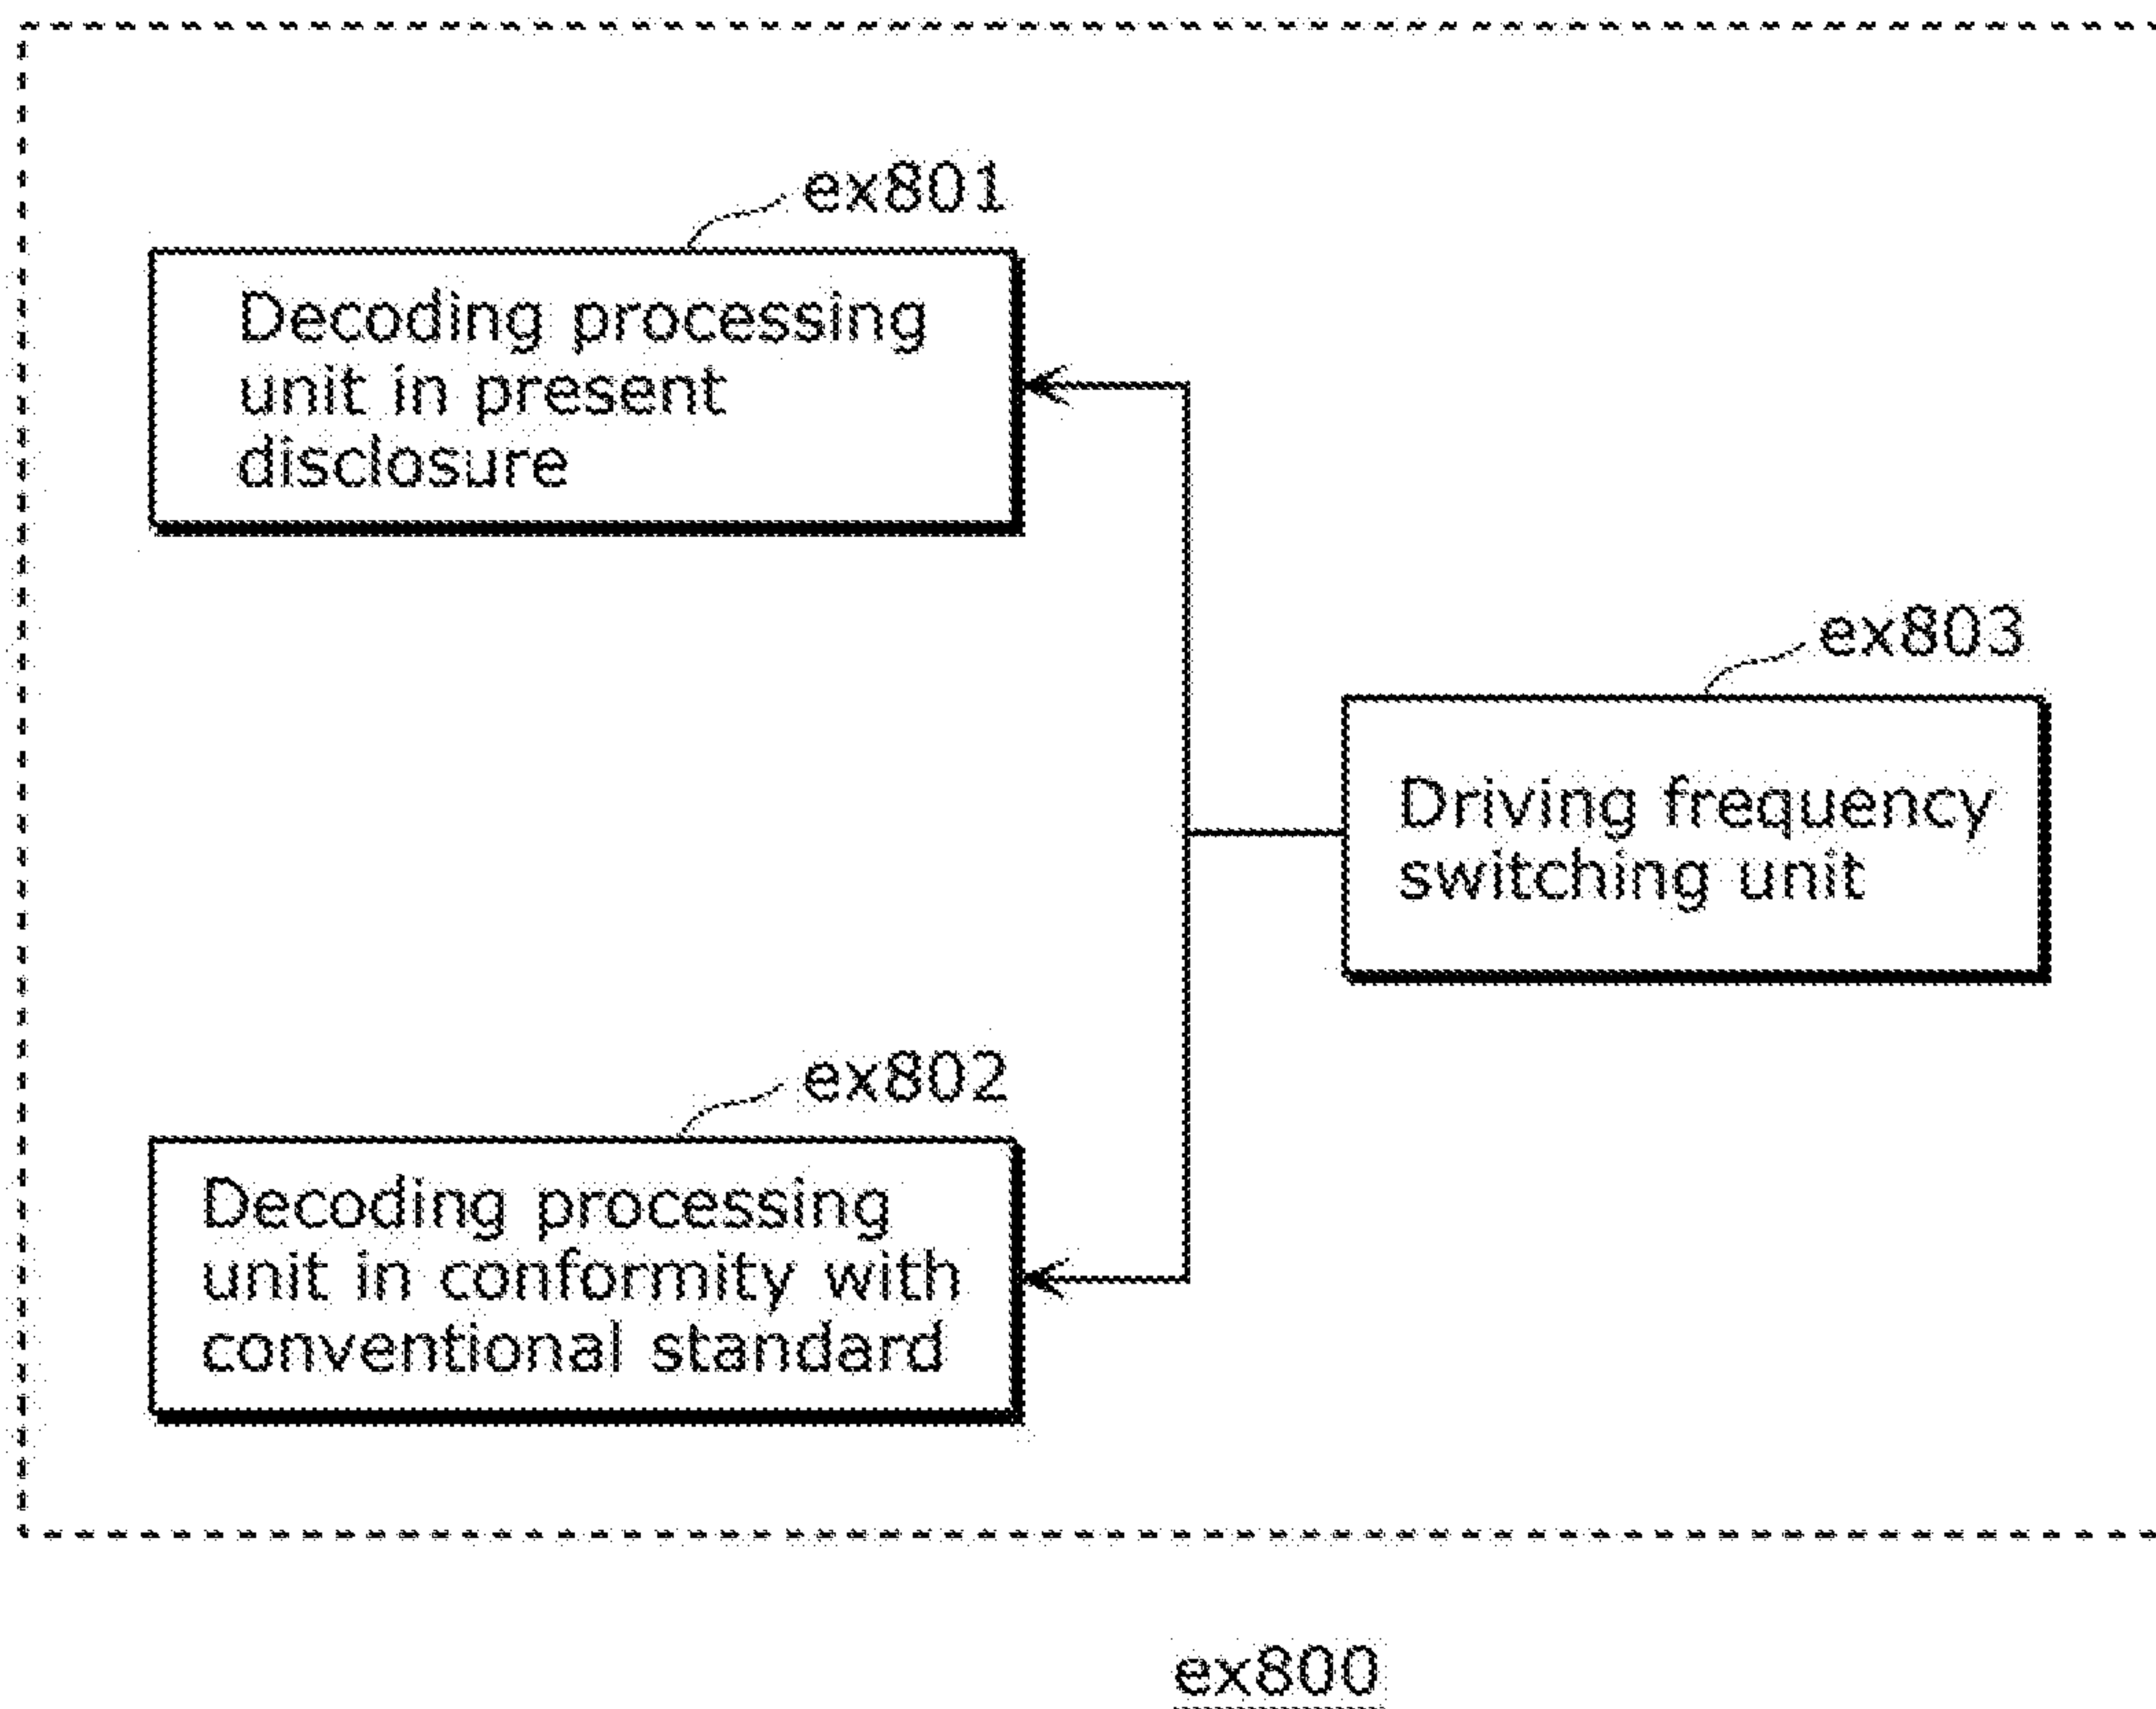 ex801
Decoding processing
unit in present
disclosure
ex803
Driving frequency
switching unit
ex802
Decoding processing
unit in conformity with
conventional standard
ex800